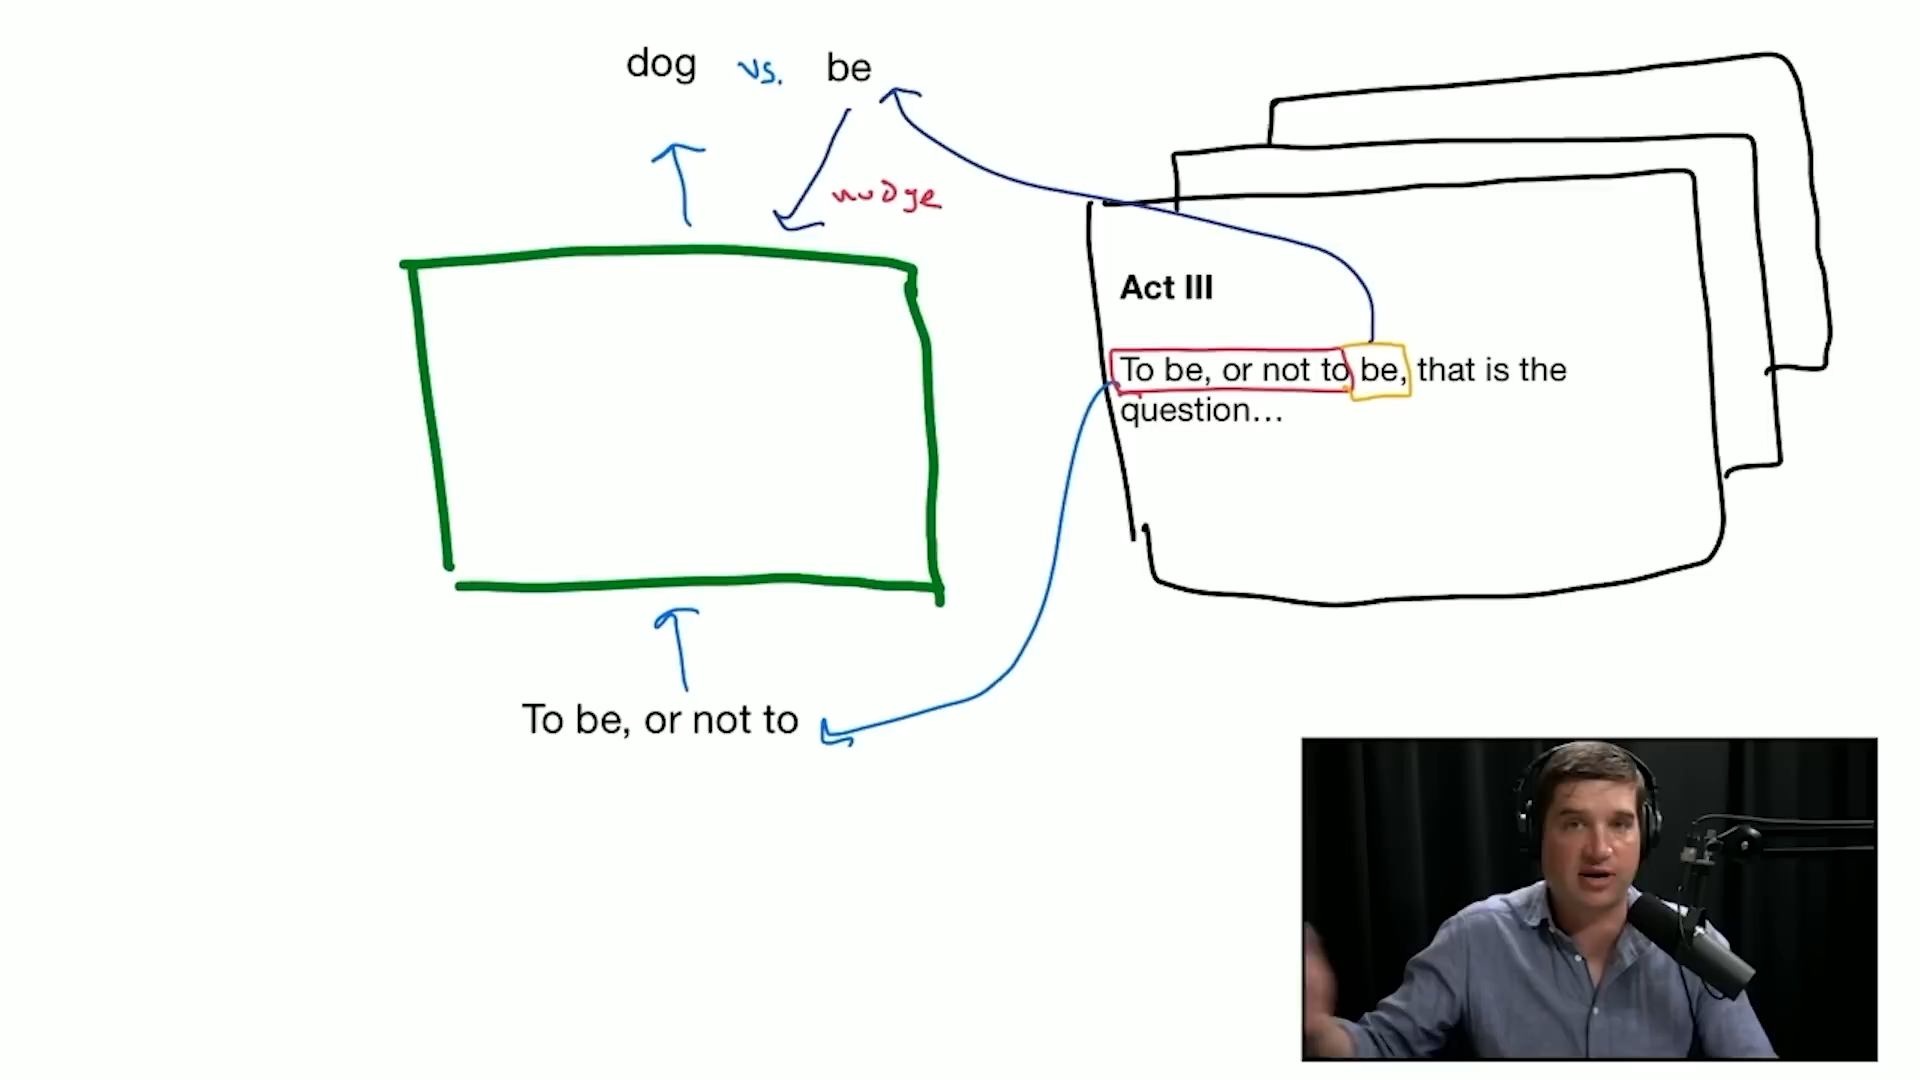 dog vs. be
nudge
Act III
To be, or not to be, that is the
question...
To be, or not to